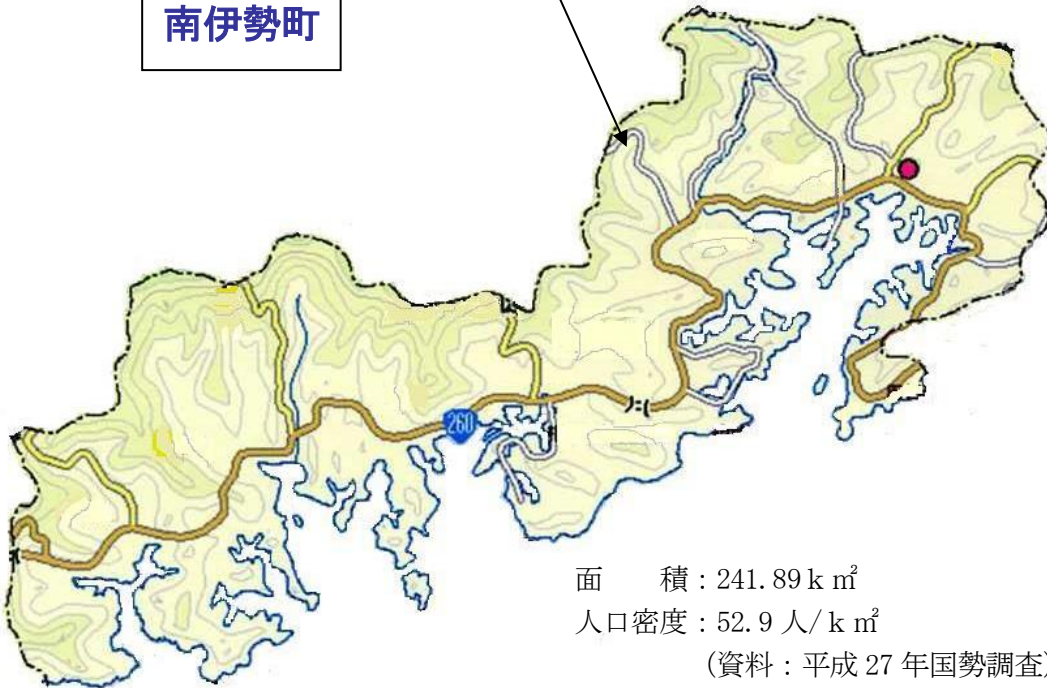 南伊勢町
260
面　　積：241.89ｋ㎡
人口密度：52.9 人/ｋ㎡
(資料：平成 27 年国勢調査)